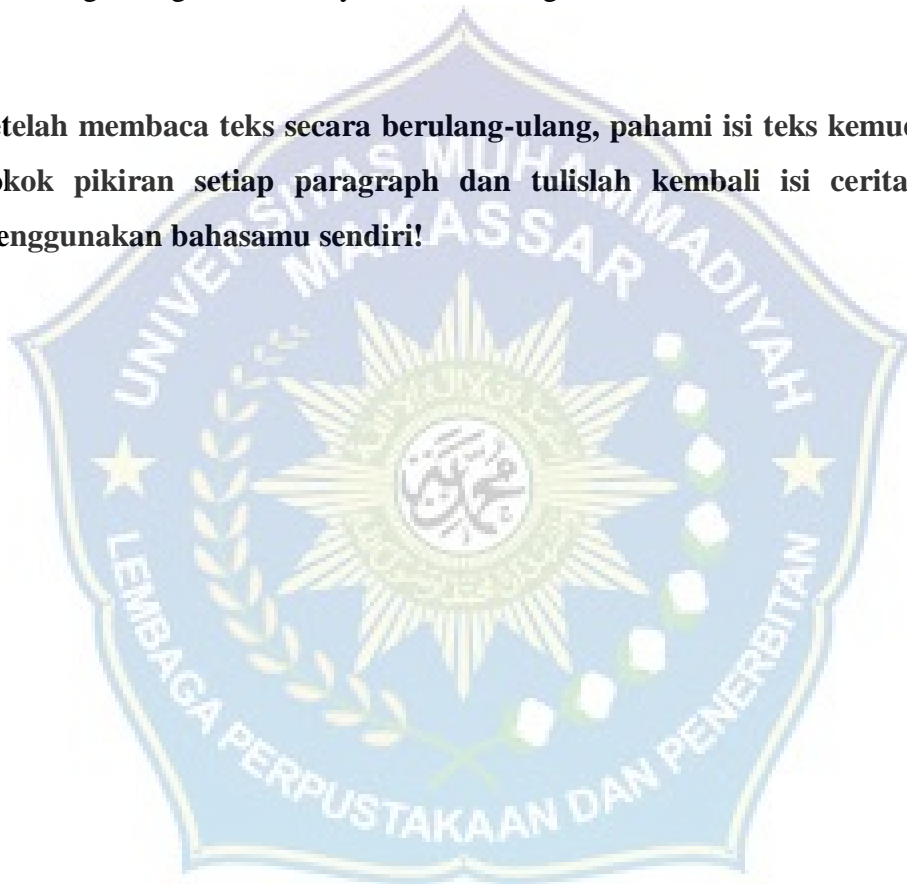 etelah membaca teks secara berulang-ulang, pahami isi teks kemud
okok pikiran setiap paragraph dan tulislah kembali isi cerita
enggunakan bahasamu sendiri!
UNIVERSITAS MUHAMMADIYAH
MAKASSAR
LEMBAGA PERPUSTAKAAN DAN PENERBITAN